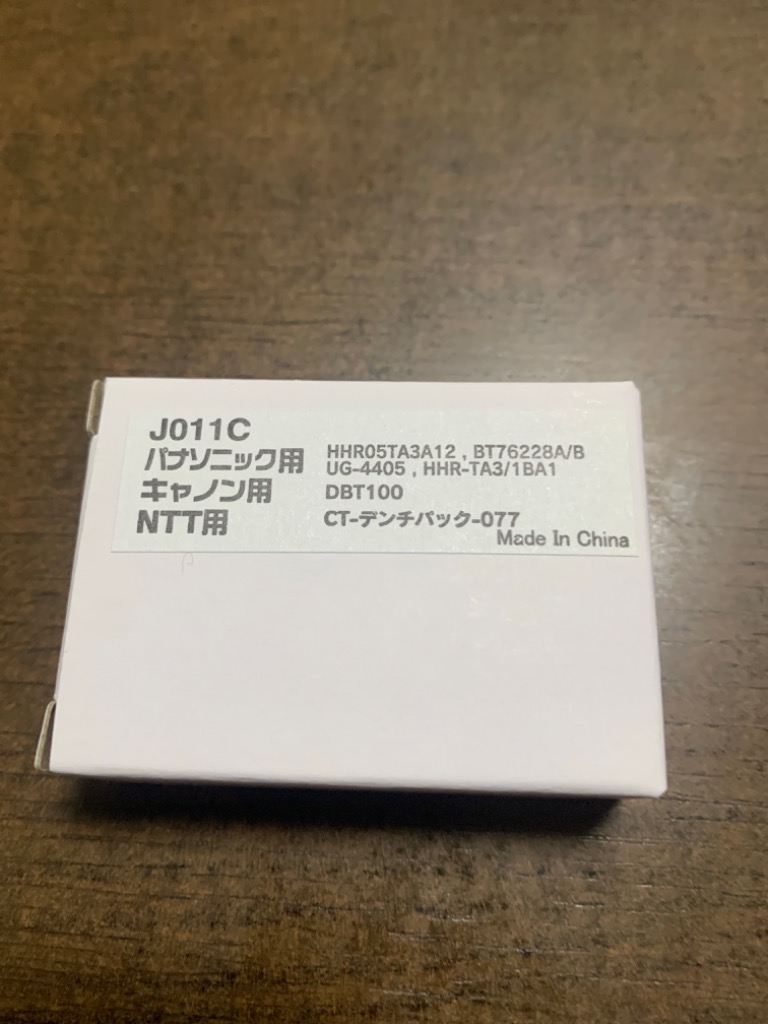 J011C
パナソニック用 HHR05TA3A12 , BT76228A/B
UG-4405 , HHR-TA3/1BA1
キャノン用 DBT100
NTT用 CT-デンチパック-077
Made In China